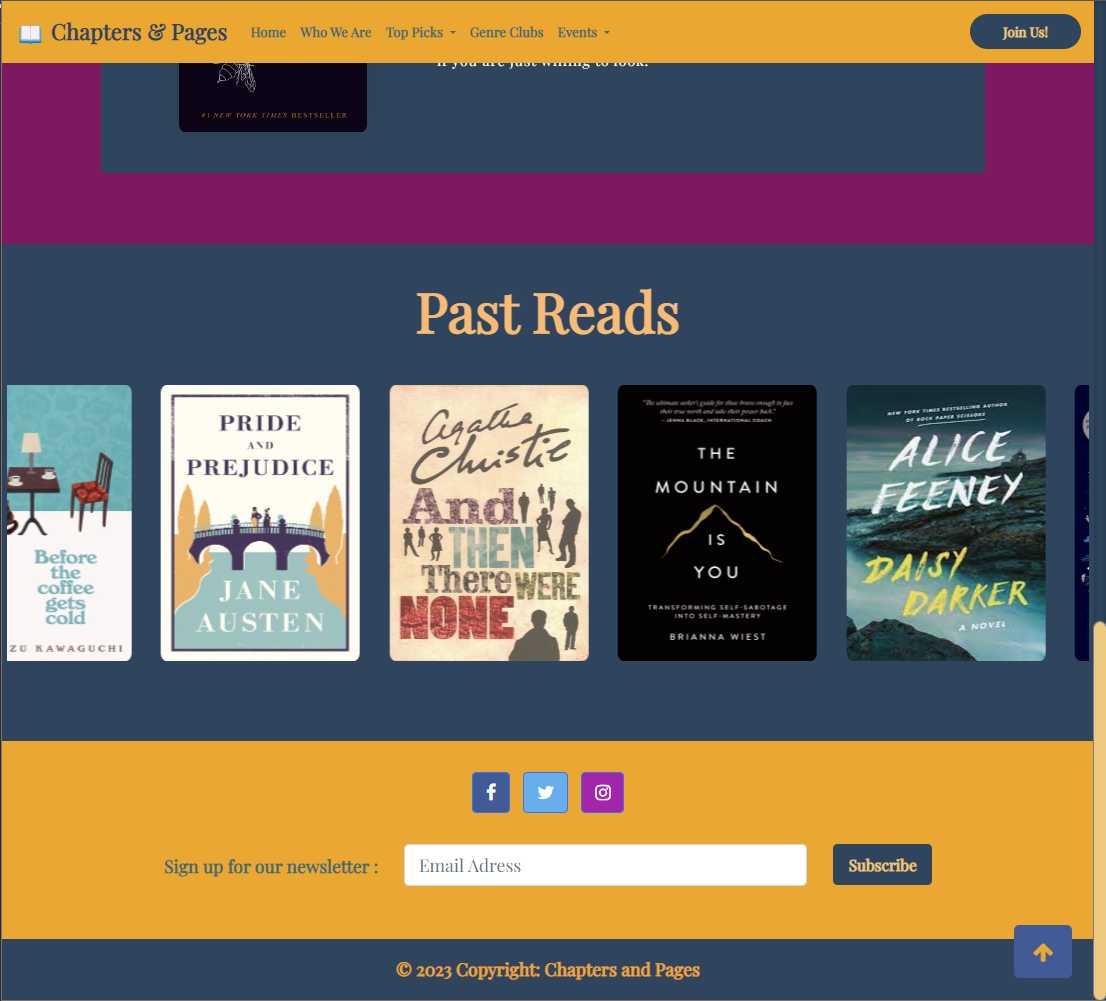 Chapters & Pages
Home
Who We Are
Top Picks
Genre Clubs
Events
Join Us!
if you are just willing to look!
#1 NEW YORK TIMES BESTSELLER
Past Reads
Before
the
coffee
gets
cold
ZU KAWAGUCHI
PRIDE
AND
PREJUDICE
JANE
AUSTEN
Agatha
Christie
And
THEN
There WERE
NONE
"The ultimate seeker's guide for those brave enough to face
their true worth and take their power back."
– JENNA BLACK, INTERNATIONAL COACH
THE
MOUNTAIN
IS
YOU
TRANSFORMING SELF-SABOTAGE
INTO SELF-MASTERY
BRIANNA WIEST
NEW YORK TIMES BESTSELLING AUTHOR
OF ROCK PAPER SCISSORS
ALICE
FEENEY
DAISY
DARKER
A NOVEL
Sign up for our newsletter :
Email Adress
Subscribe
© 2023 Copyright: Chapters and Pages